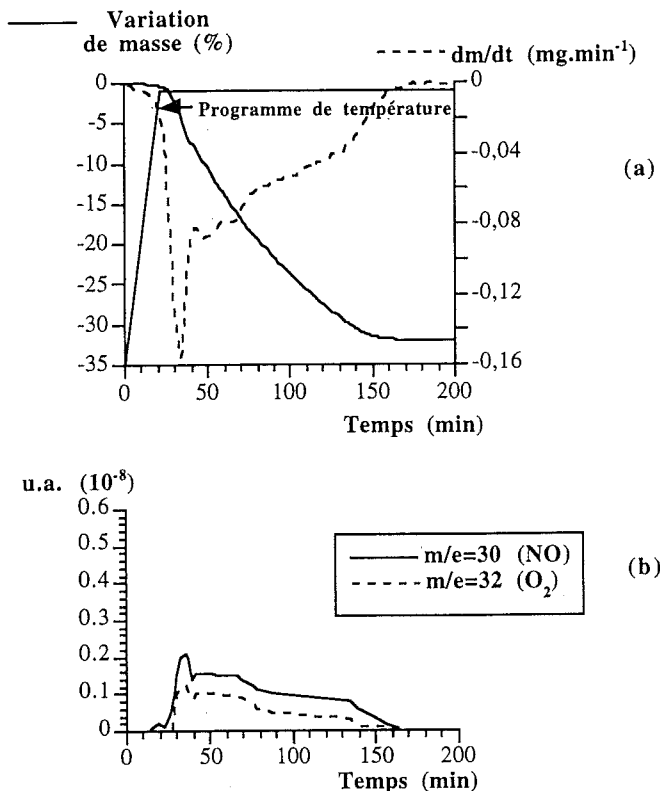 Variation
de masse (%)
dm/dt (mg.min-1)
0
-5
-10
-15
-20
-25
-30
-35
Programme de température
0
-0,04
-0,08
-0,12
-0,16
(a)
0 50 100 150 200
Temps (min)
u.a. (10-8)
0.6
0.5
0.4
0.3
0.2
0.1
0
m/e=30 (NO)
m/e=32 (O2)
(b)
0 50 100 150 200
Temps (min)